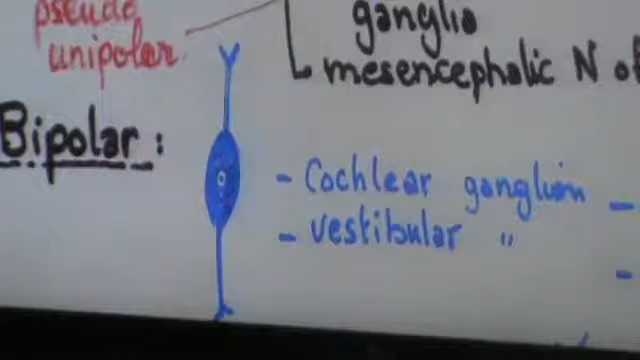 pseudo
unipolar
ganglia
mesencephalic N of
Bipolar :
- Cochlear ganglion -
- vestibular " -